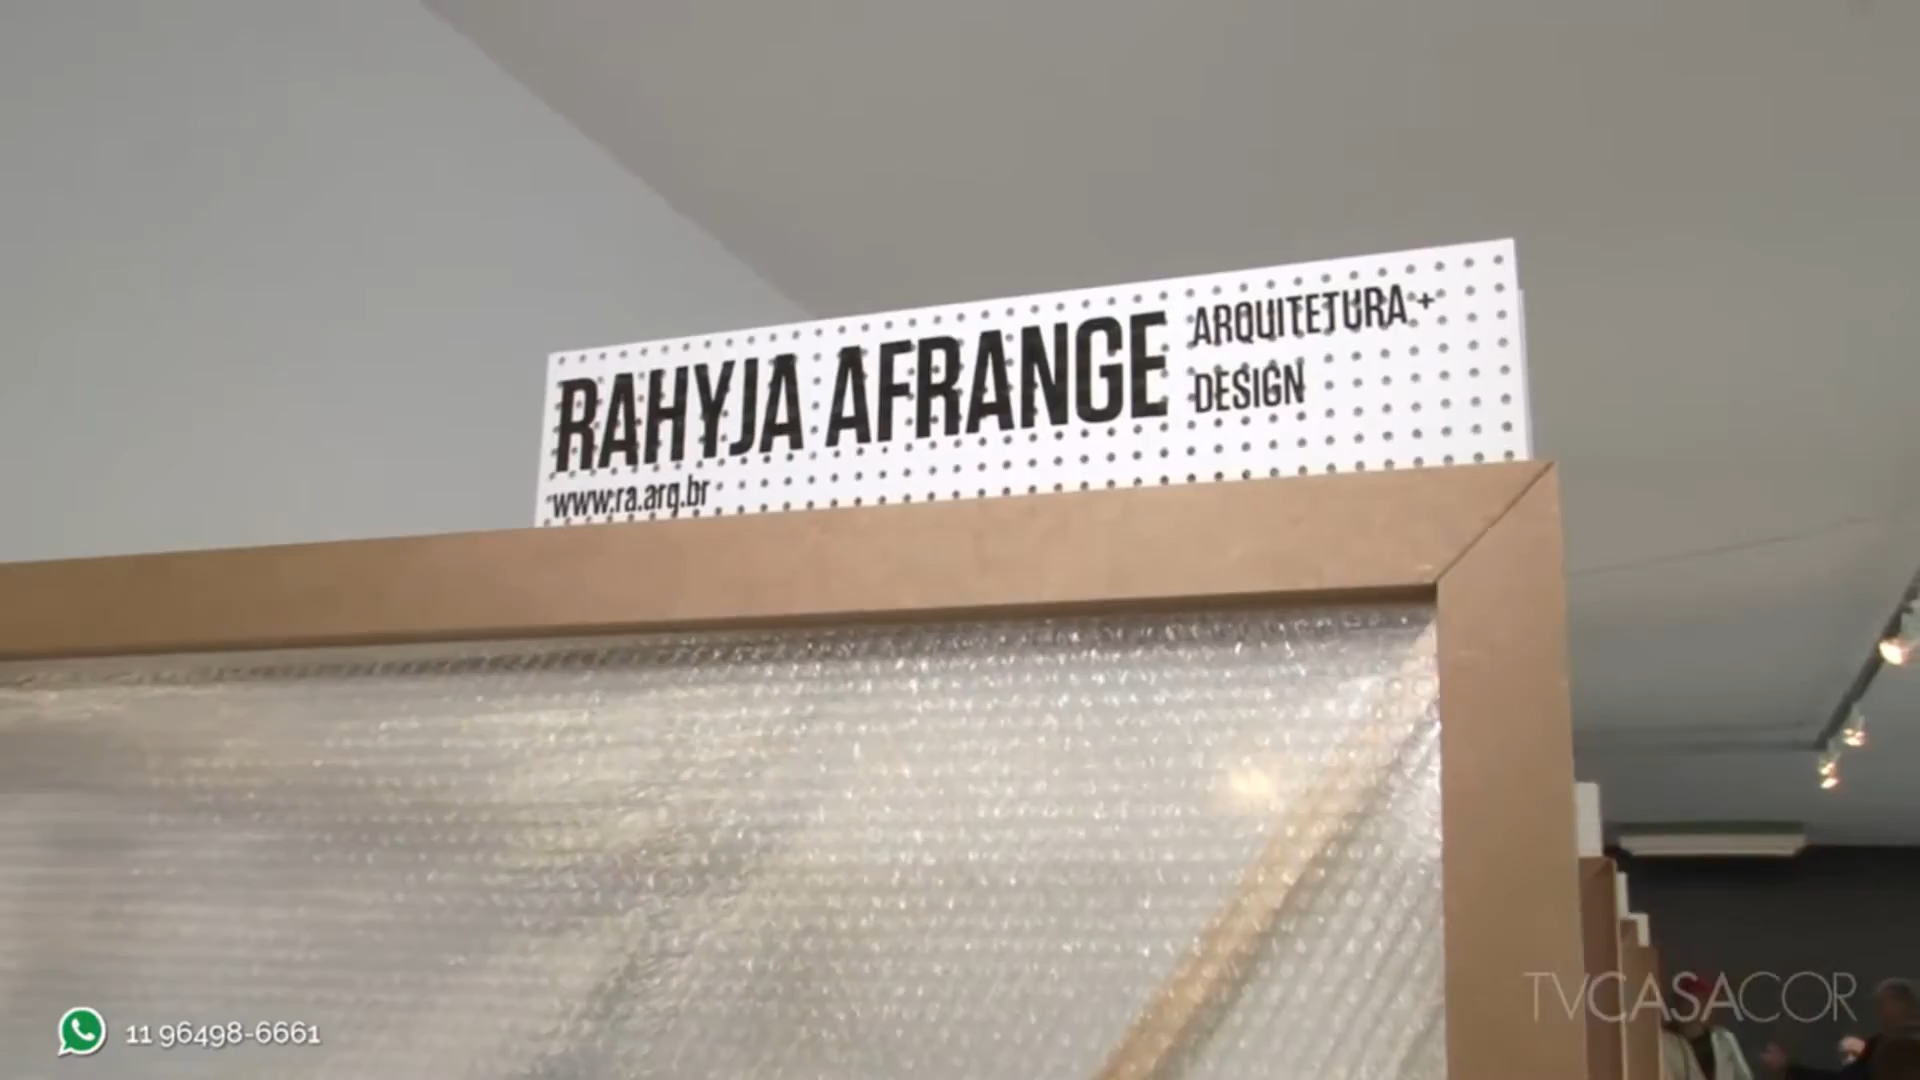 RAHYJA AFRANGE
ARQUITETURA +
DESIGN
www.ra.arq.br
TVCASACOR
11 96498-6661